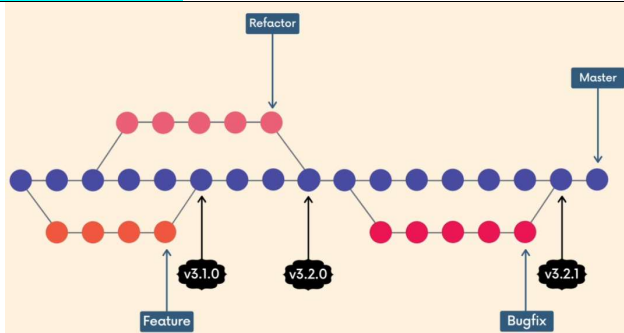 Refactor
Master
v3.1.0
v3.2.0
v3.2.1
Feature
Bugfix